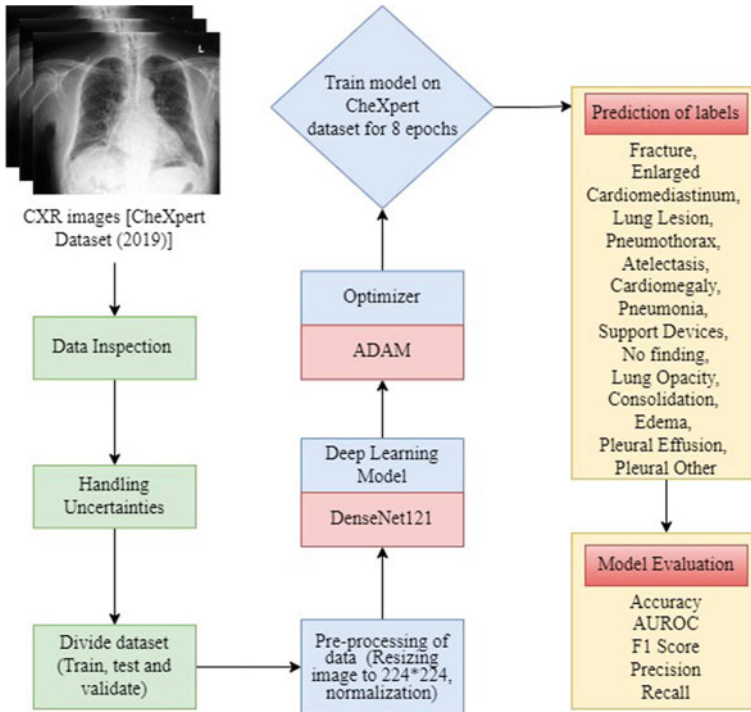 L
CXR images [CheXpert
Dataset (2019)]
Data Inspection
Handling
Uncertainties
Divide dataset
(Train, test and
validate)
Pre-processing of
data (Resizing
image to 224*224,
normalization)
Deep Learning
Model
DenseNet121
Optimizer
ADAM
Train model on
CheXpert
dataset for 8 epochs
Prediction of labels
Fracture,
Enlarged
Cardiomediastinum,
Lung Lesion,
Pneumothorax,
Atelectasis,
Cardiomegaly,
Pneumonia,
Support Devices,
No finding,
Lung Opacity,
Consolidation,
Edema,
Pleural Effusion,
Pleural Other
Model Evaluation
Accuracy
AUROC
F1 Score
Precision
Recall